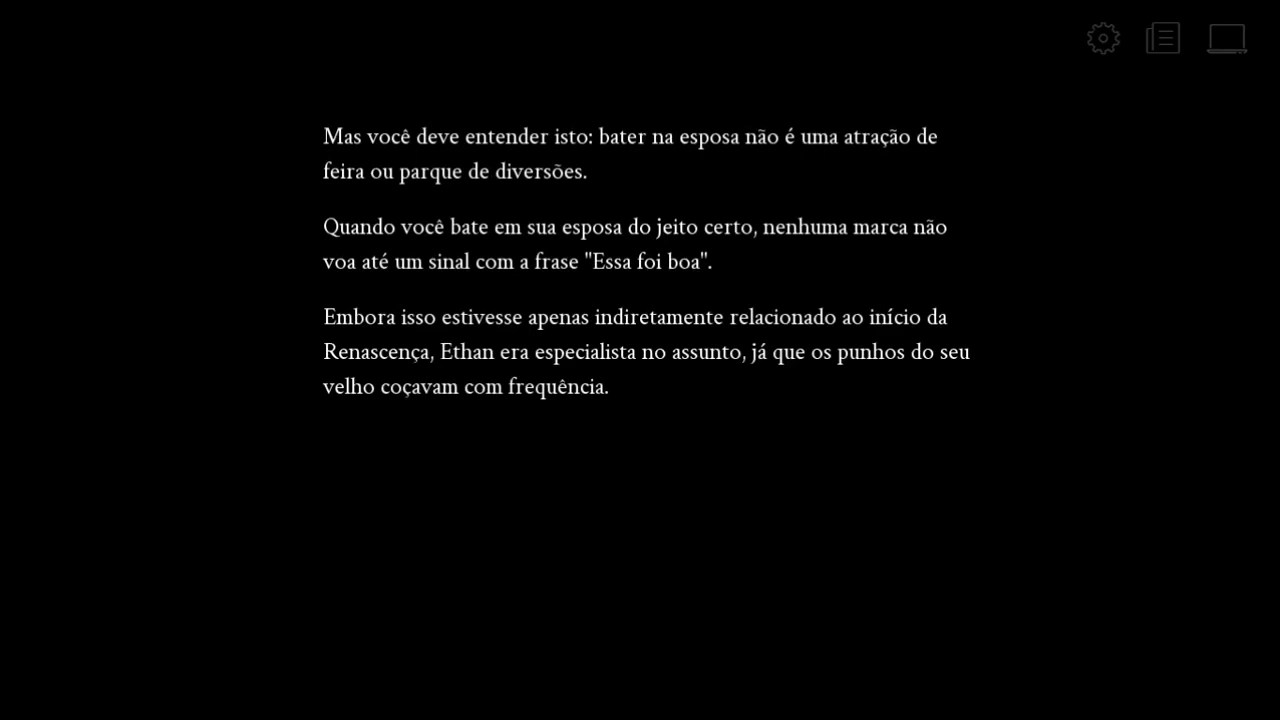 Mas você deve entender isto: bater na esposa não é uma atração de
feira ou parque de diversões.
Quando você bate em sua esposa do jeito certo, nenhuma marca não
voa até um sinal com a frase "Essa foi boa".
Embora isso estivesse apenas indiretamente relacionado ao início da
Renascença, Ethan era especialista no assunto, já que os punhos do seu
velho coçavam com frequência.